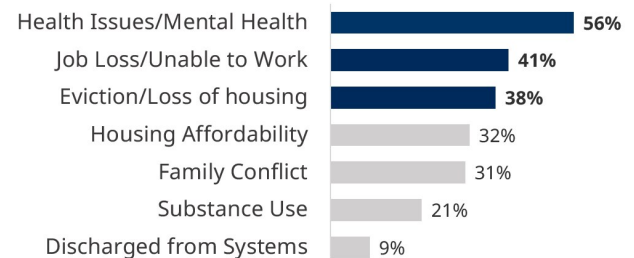 Health Issues/Mental Health 56%
Job Loss/Unable to Work 41%
Eviction/Loss of housing 38%
Housing Affordability 32%
Family Conflict 31%
Substance Use 21%
Discharged from Systems 9%